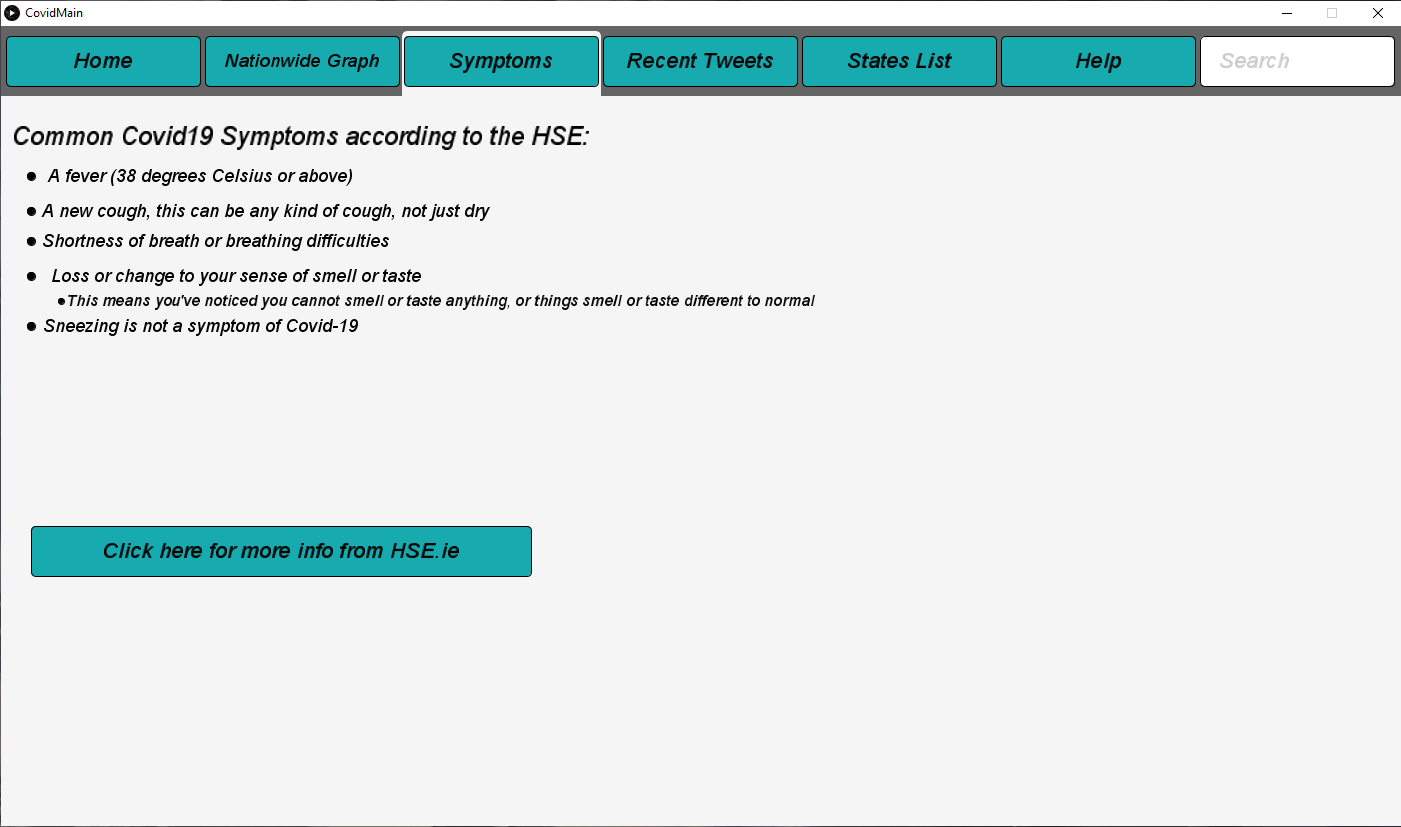 CovidMain
Home
Nationwide Graph
Symptoms
Recent Tweets
States List
Help
Search
Common Covid19 Symptoms according to the HSE:
A fever (38 degrees Celsius or above)
A new cough, this can be any kind of cough, not just dry
Shortness of breath or breathing difficulties
Loss or change to your sense of smell or taste
This means you've noticed you cannot smell or taste anything, or things smell or taste different to normal
Sneezing is not a symptom of Covid-19
Click here for more info from HSE.ie